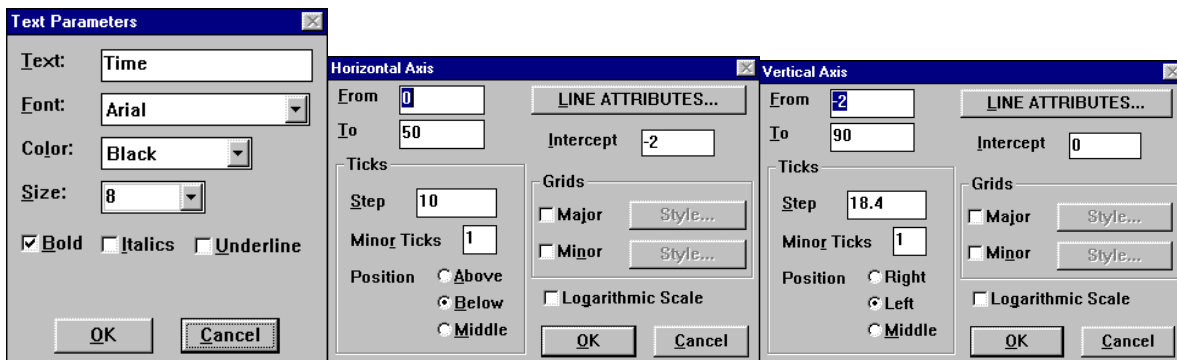 Text Parameters
Text: Time
Font: Arial
Color: Black
Size: 8
Bold Italics Underline
OK Cancel
Horizontal Axis
From 0 LINE ATTRIBUTES...
To 50
Intercept -2
Ticks
Grids
Step 10
Major Style...
Minor Ticks 1
Minor Style...
Position Above
Below
Logarithmic Scale
Middle
OK Cancel
Vertical Axis
From -2 LINE ATTRIBUTES...
To 90
Intercept 0
Ticks
Grids
Step 18.4
Major Style...
Minor Ticks 1
Minor Style...
Position Right
Left
Logarithmic Scale
Middle
OK Cancel